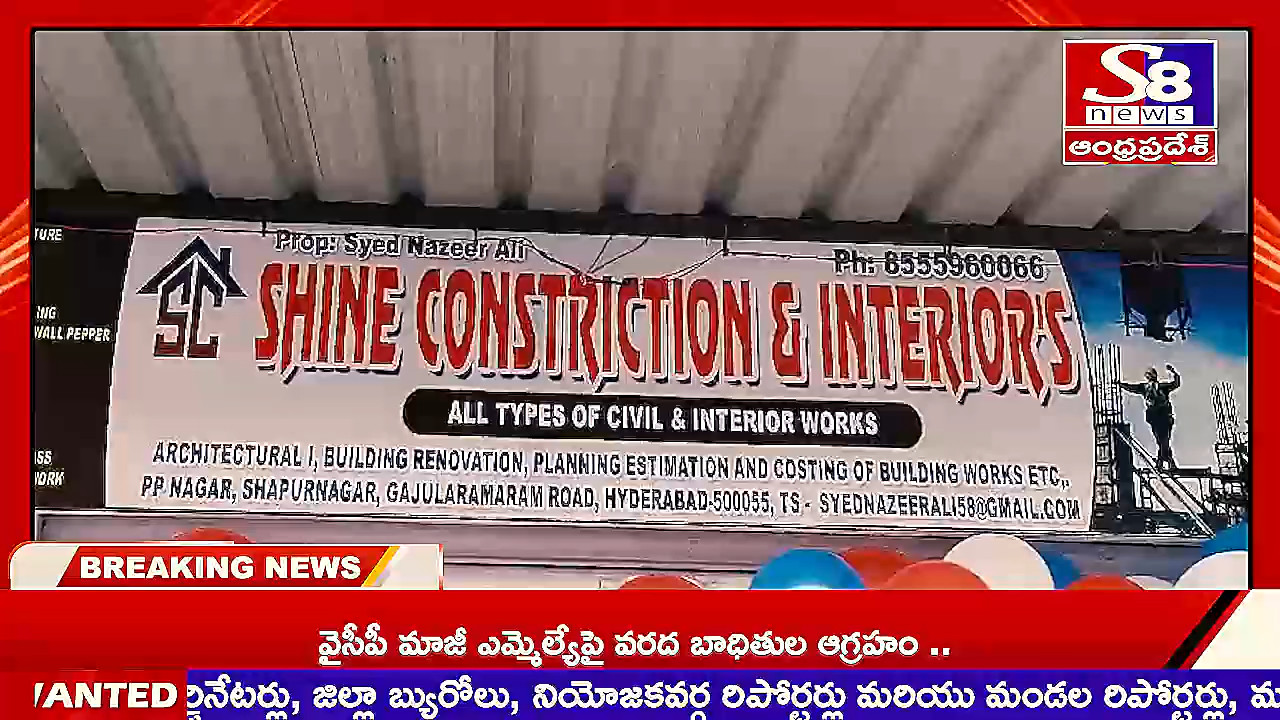 S8
news
ఆంధ్రప్రదేశ్
TURE
ING
WALL PEPPER
SS
WORK
Prop: Syed Nazeer Ali
Ph: 8555960066
SC
SHINE CONSTRICTION & INTERIOR'S
ALL TYPES OF CIVIL & INTERIOR WORKS
ARCHITECTURAL I, BUILDING RENOVATION, PLANNING ESTIMATION AND COSTING OF BUILDING WORKS ETC,.
PP NAGAR, SHAPURNAGAR, GAJULARAMARAM ROAD, HYDERABAD-500055, TS - SYEDNAZEERALI58@GMAIL.COM
BREAKING NEWS
వైసీపీ మాజీ ఎమ్మెల్యేపై వరద బాధితుల ఆగ్రహం ..
WANTED జిల్లా బ్యురోలు, నియోజకవర్గ రిపోర్టర్లు మరియు మండల రిపోర్టర్లు,